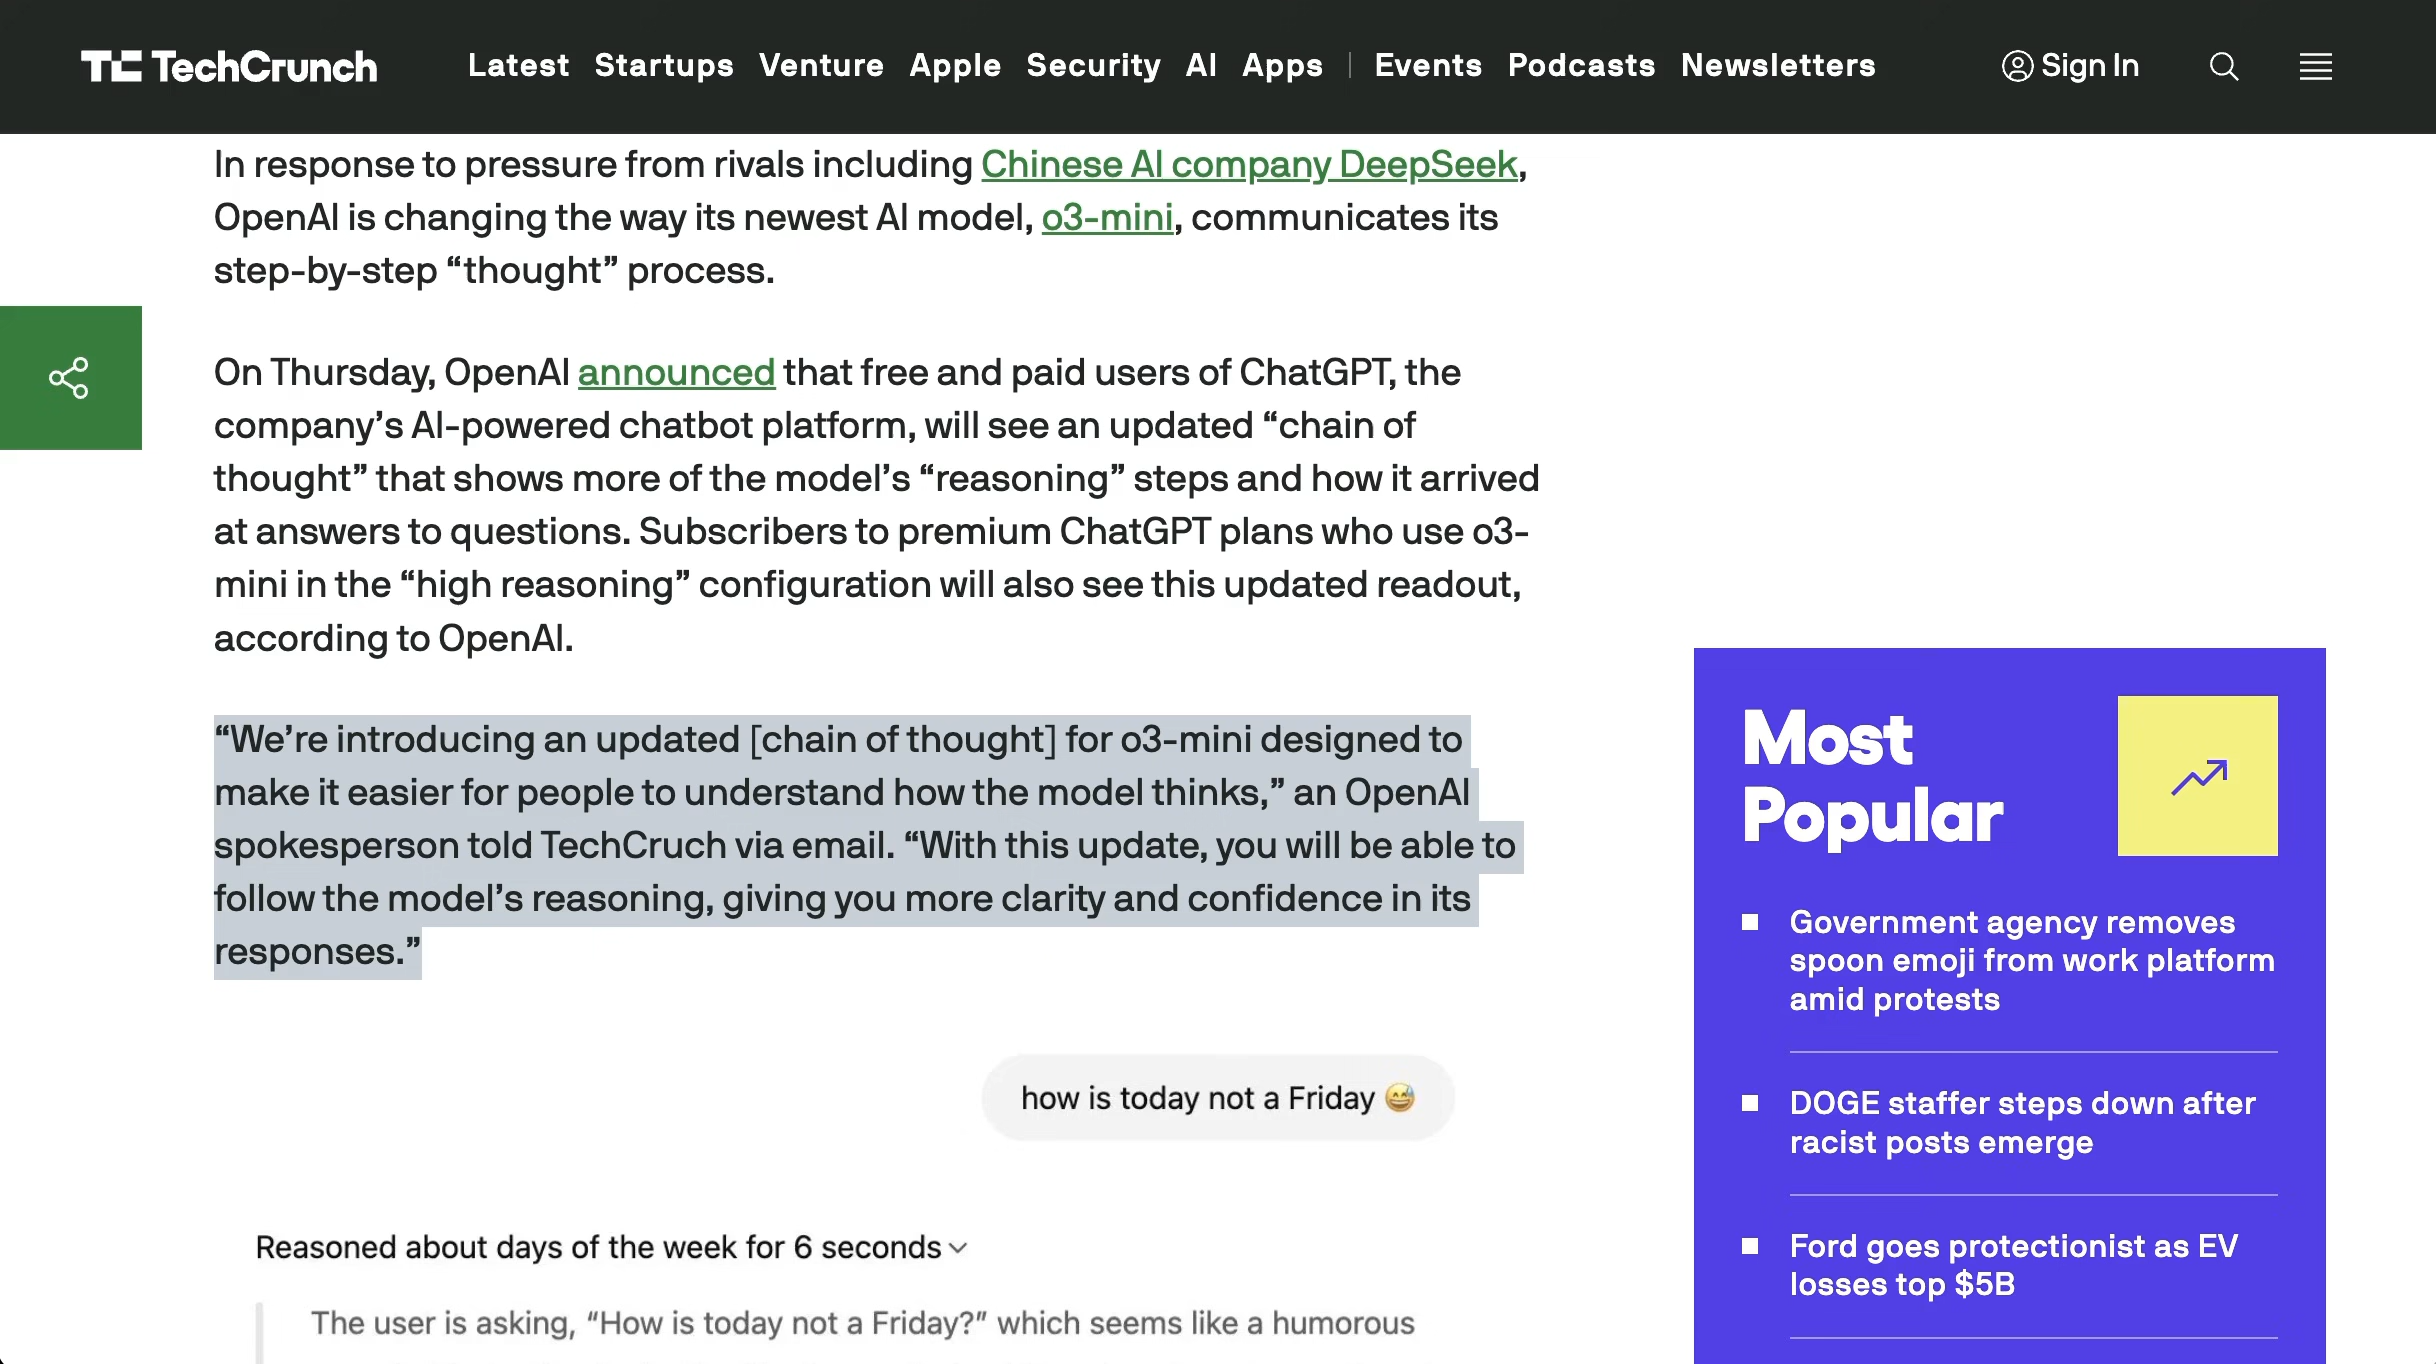 TechCrunch
Latest Startups Venture Apple Security AI Apps | Events Podcasts Newsletters
Sign In
In response to pressure from rivals including Chinese AI company DeepSeek,
OpenAI is changing the way its newest AI model, o3-mini, communicates its
step-by-step “thought” process.
On Thursday, OpenAI announced that free and paid users of ChatGPT, the
company’s AI-powered chatbot platform, will see an updated “chain of
thought” that shows more of the model’s “reasoning” steps and how it arrived
at answers to questions. Subscribers to premium ChatGPT plans who use o3-
mini in the “high reasoning” configuration will also see this updated readout,
according to OpenAI.
“We’re introducing an updated [chain of thought] for o3-mini designed to
make it easier for people to understand how the model thinks,” an OpenAI
spokesperson told TechCruch via email. “With this update, you will be able to
follow the model’s reasoning, giving you more clarity and confidence in its
responses.”
how is today not a Friday 😅
Reasoned about days of the week for 6 seconds
The user is asking, “How is today not a Friday?” which seems like a humorous
Most
Popular
Government agency removes
spoon emoji from work platform
amid protests
DOGE staffer steps down after
racist posts emerge
Ford goes protectionist as EV
losses top $5B